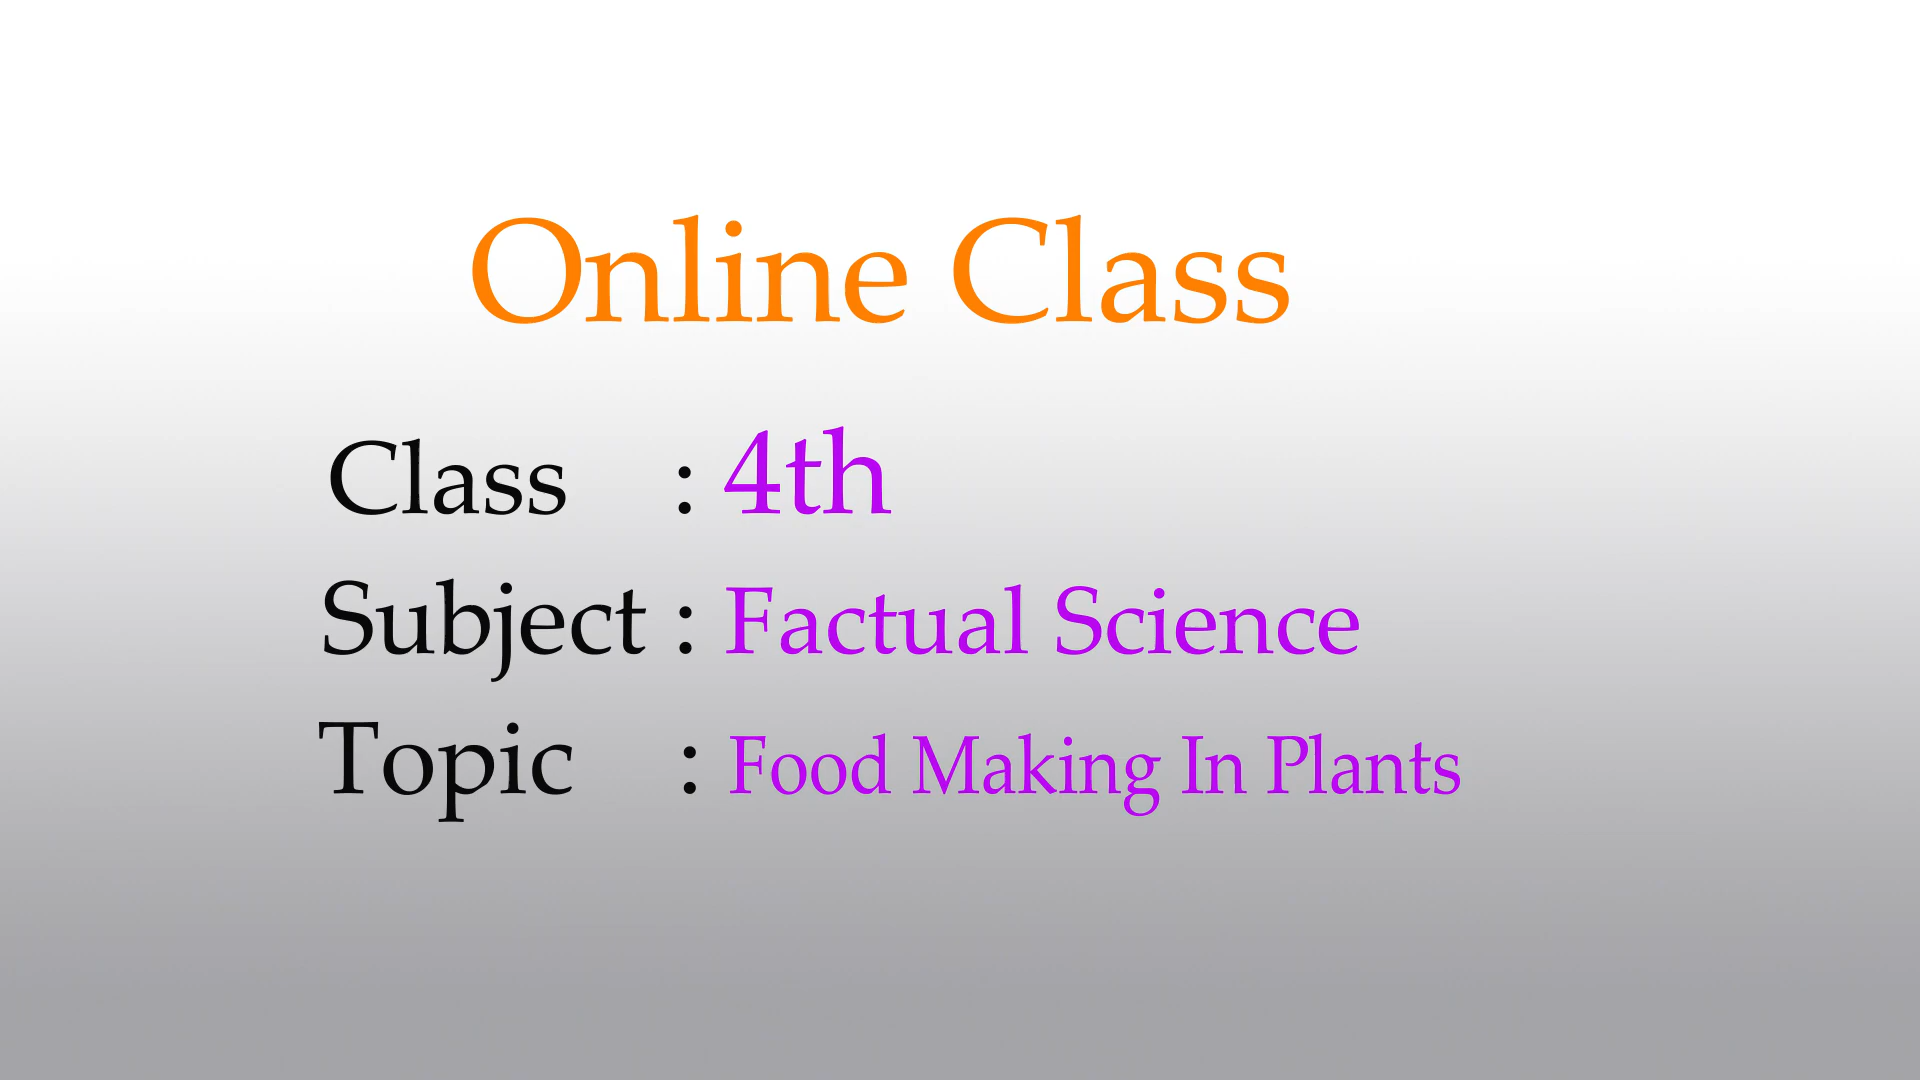 Online Class
Class : 4th
Subject : Factual Science
Topic : Food Making In Plants